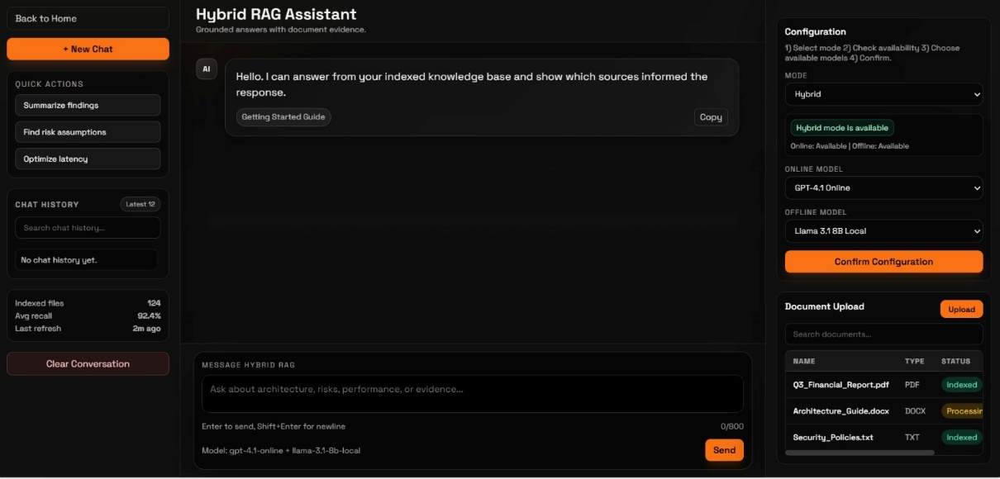 Back to Home
+ New Chat
QUICK ACTIONS
Summarize findings
Find risk assumptions
Optimize latency
CHAT HISTORY
Latest 12
Search chat history...
No chat history yet.
Indexed files 124
Avg recall 92.4%
Last refresh 2m ago
Clear Conversation
Hybrid RAG Assistant
Grounded answers with document evidence.
AI
Hello. I can answer from your indexed knowledge base and show which sources informed the
response.
Getting Started Guide
Copy
MESSAGE HYBRID RAG
Ask about architecture, risks, performance, or evidence...
Enter to send, Shift+Enter for newline
0/800
Model: gpt-4.1-online + llama-3.1-8b-local
Send
Configuration
1) Select mode 2) Check availability 3) Choose
available models 4) Confirm.
MODE
Hybrid
Hybrid mode is available
Online: Available | Offline: Available
ONLINE MODEL
GPT-4.1 Online
OFFLINE MODEL
Llama 3.1 8B Local
Confirm Configuration
Document Upload
Upload
Search documents...
NAME TYPE STATUS
Q3_Financial_Report.pdf PDF Indexed
Architecture_Guide.docx DOCX Processin
Security_Policies.txt TXT Indexed